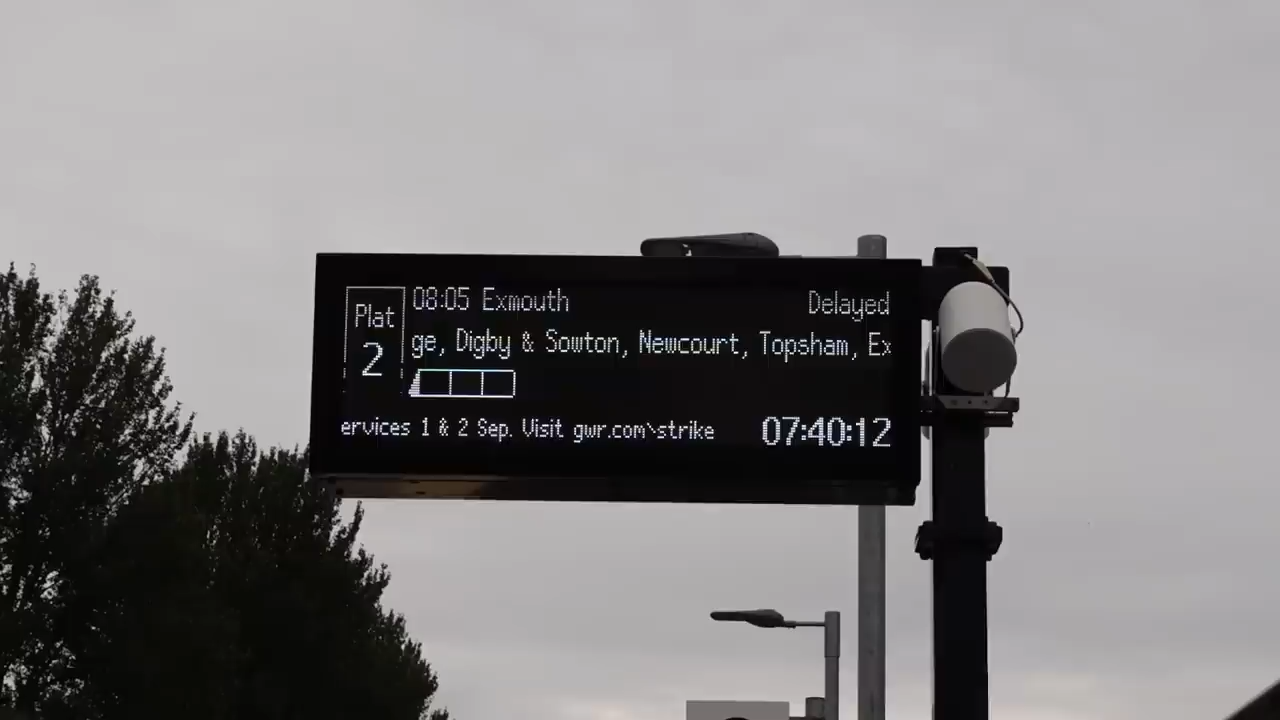 Plat
2
08:05 Exmouth Delayed
ge, Digby & Sowton, Newcourt, Topsham, Ex
ervices 1 & 2 Sep. Visit gwr.com\strike 07:40:12